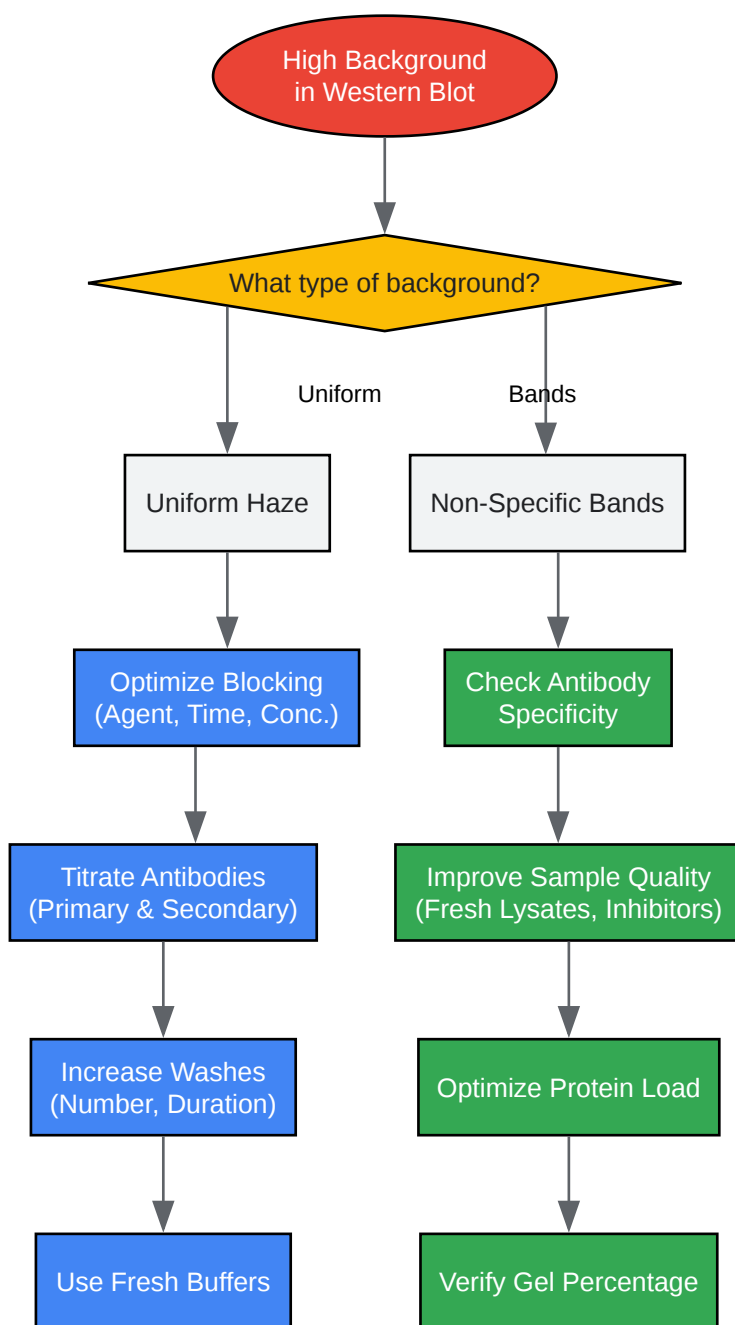 High Background
in Western Blot
What type of background?
Uniform
Bands
Uniform Haze
Non-Specific Bands
Optimize Blocking
(Agent, Time, Conc.)
Check Antibody
Specificity
Titrate Antibodies
(Primary & Secondary)
Improve Sample Quality
(Fresh Lysates, Inhibitors)
Increase Washes
(Number, Duration)
Optimize Protein Load
Use Fresh Buffers
Verify Gel Percentage